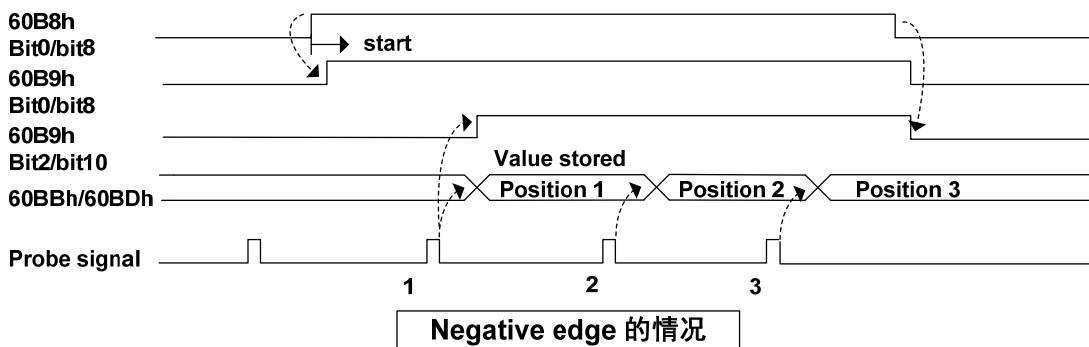 60B8h
Bit0/bit8
start
60B9h
Bit0/bit8
60B9h
Bit2/bit10
Value stored
60BBh/60BDh
Position 1
Position 2
Position 3
Probe signal
1
2
3
Negative edge 的情况